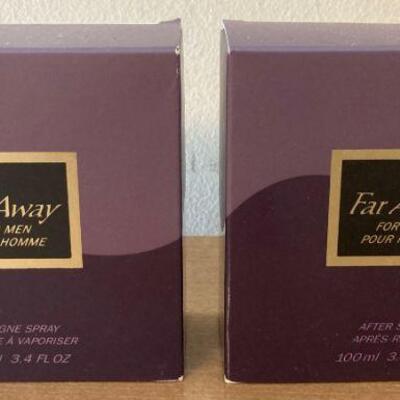 Away
MEN
HOMME
GNE SPRAY
E À VAPORISER
3.4 FL OZ
Far A
FOR
POUR
AFTER S
APRÈS-R
100 ml 3.